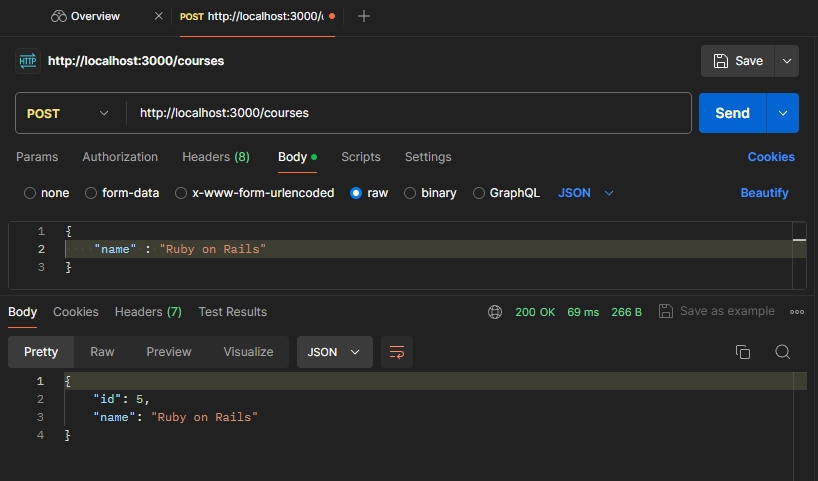 Overview POST http://localhost:3000/
HTTP http://localhost:3000/courses Save
POST http://localhost:3000/courses Send
Params Authorization Headers (8) Body Scripts Settings Cookies
none form-data x-www-form-urlencoded raw binary GraphQL JSON Beautify
1 {
2 "name" : "Ruby on Rails"
3 }
Body Cookies Headers (7) Test Results 200 OK 69 ms 266 B Save as example
Pretty Raw Preview Visualize JSON
1 {
2 "id": 5,
3 "name": "Ruby on Rails"
4 }